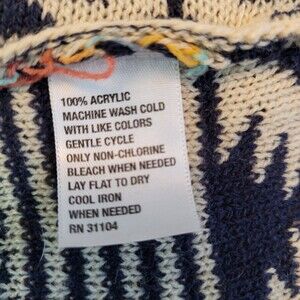 100% ACRYLIC
MACHINE WASH COLD
WITH LIKE COLORS
GENTLE CYCLE
ONLY NON-CHLORINE
BLEACH WHEN NEEDED
LAY FLAT TO DRY
COOL IRON
WHEN NEEDED
RN 31104